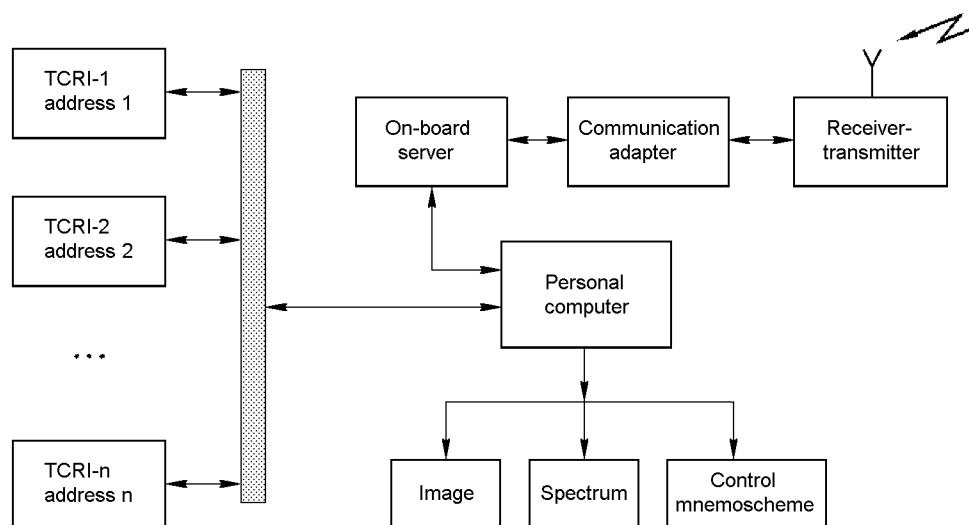 TCRI-1
address 1
TCRI-2
address 2
...
TCRI-n
address n
On-board
server
Communication
adapter
Receiver-
transmitter
Personal
computer
Image
Spectrum
Control
mnemoscheme